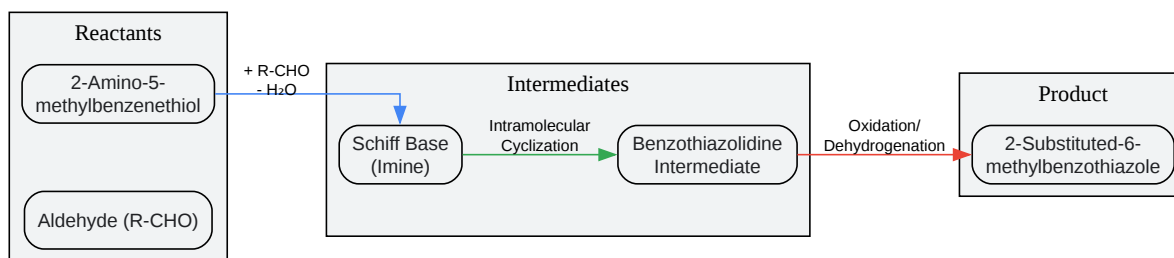 Reactants
2-Amino-5-
methylbenzenethiol
Aldehyde (R-CHO)
+ R-CHO
- H₂O
Intermediates
Schiff Base
(Imine)
Intramolecular
Cyclization
Benzothiazolidine
Intermediate
Oxidation/
Dehydrogenation
Product
2-Substituted-6-
methylbenzothiazole